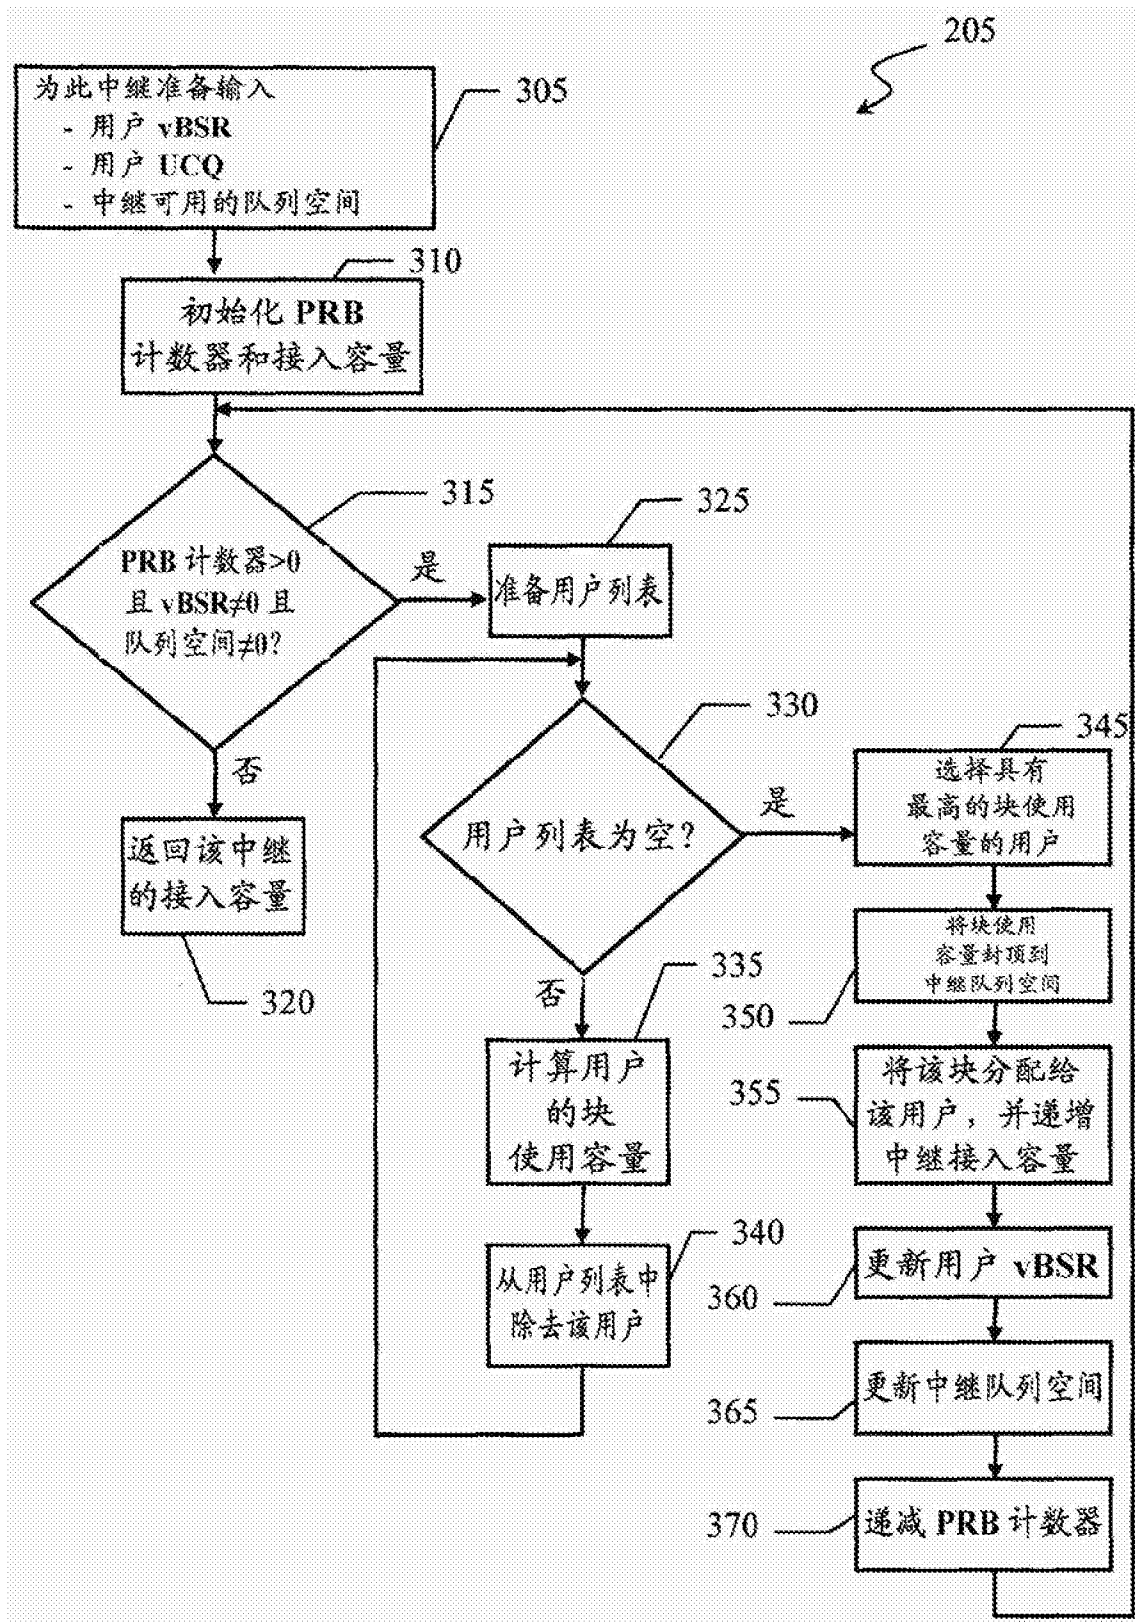 205
为此中继准备输入
- 用户 vBSR
- 用户 UCQ
- 中继可用的队列空间
305
310
初始化 PRB
计数器和接入容量
315
PRB 计数器>0
且 vBSR≠0 且
队列空间≠0?
是
否
返回该中继
的接入容量
320
325
准备用户列表
330
用户列表为空?
是
否
335
计算用户
的块
使用容量
340
从用户列表中
除去该用户
345
选择具有
最高的块使用
容量的用户
将块使用
容量封顶到
中继队列空间
350
将该块分配给
该用户，并递增
中继接入容量
355
更新用户 vBSR
360
更新中继队列空间
365
递减 PRB 计数器
370